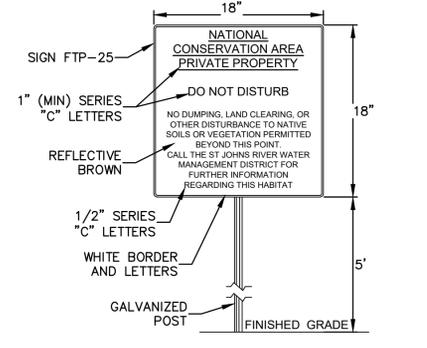 18"
SIGN FTP-25
NATIONAL
CONSERVATION AREA
PRIVATE PROPERTY
1" (MIN) SERIES
"C" LETTERS
DO NOT DISTURB
18"
NO DUMPING, LAND CLEARING, OR
OTHER DISTURBANCE TO NATIVE
SOILS OR VEGETATION PERMITTED
BEYOND THIS POINT.
CALL THE ST JOHNS RIVER WATER
MANAGEMENT DISTRICT FOR
FURTHER INFORMATION
REGARDING THIS HABITAT
REFLECTIVE
BROWN
1/2" SERIES
"C" LETTERS
WHITE BORDER
AND LETTERS
5'
GALVANIZED
POST
FINISHED GRADE